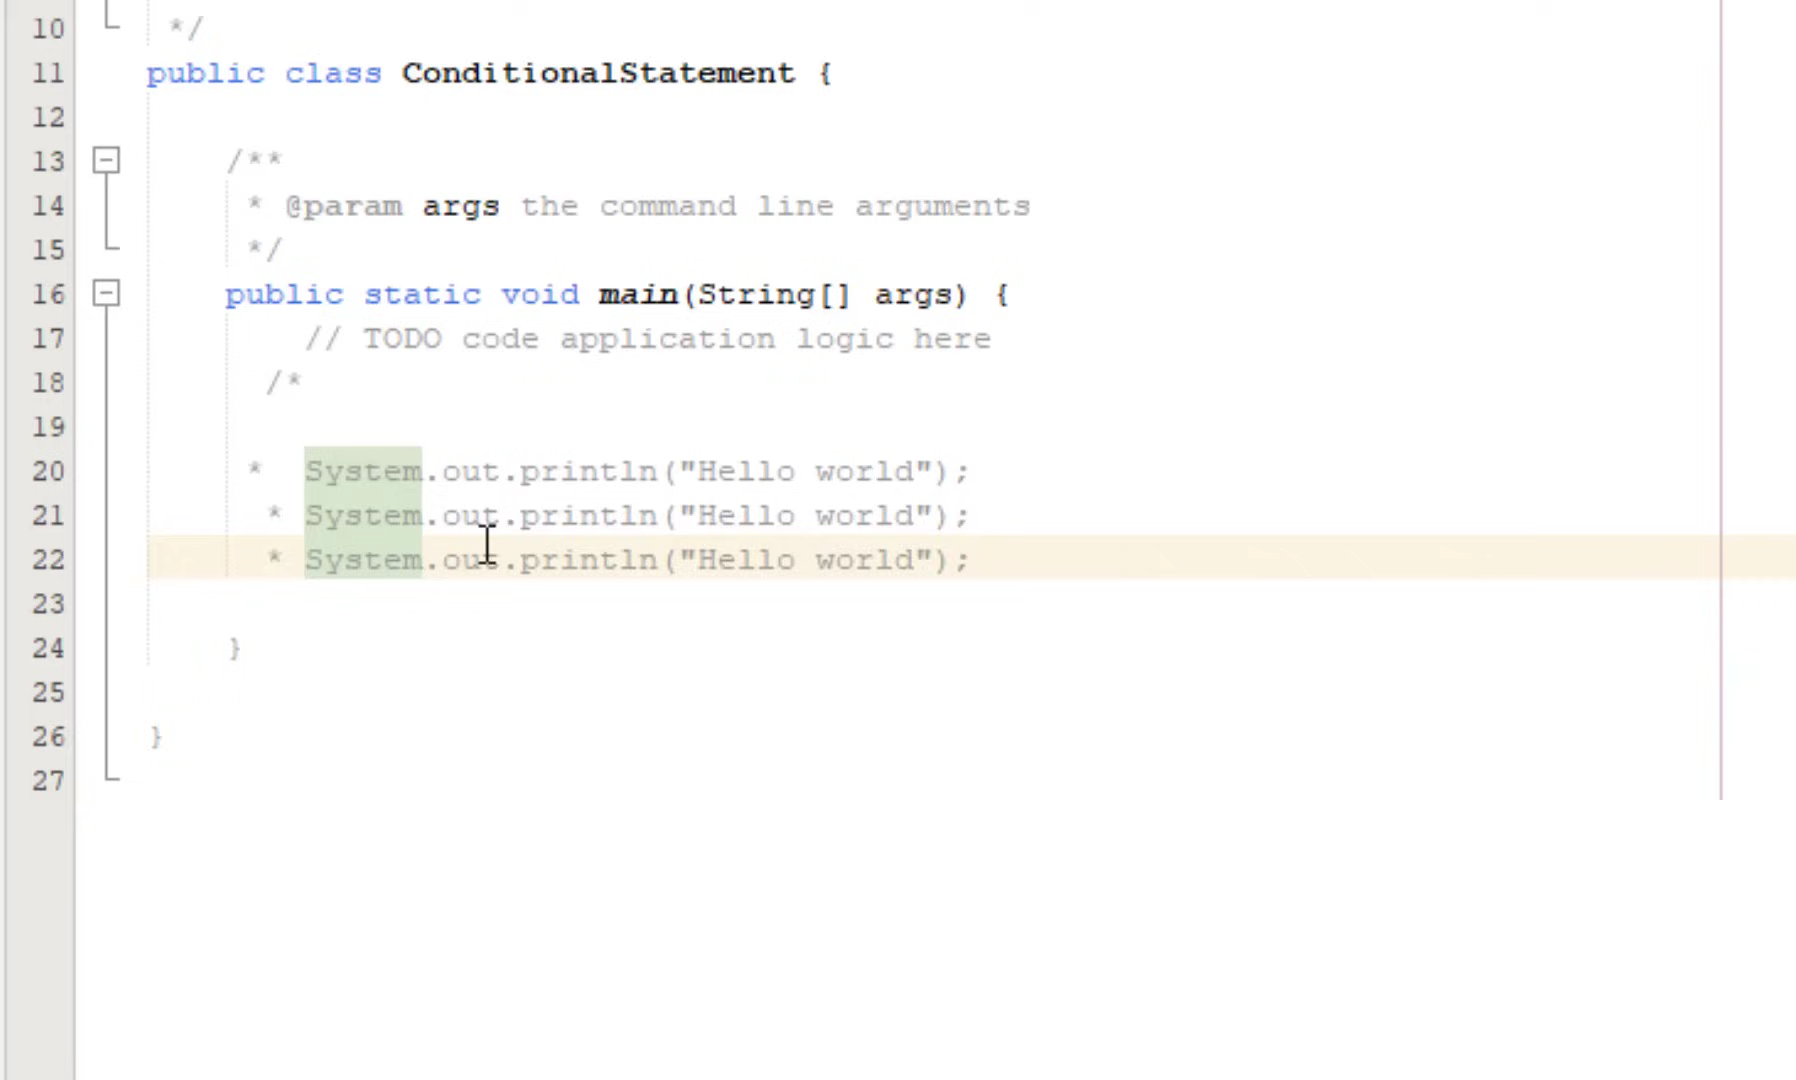 10 */
11 public class ConditionalStatement {
12
13 /**
14 * @param args the command line arguments
15 */
16 public static void main(String[] args) {
17 // TODO code application logic here
18 /*
19
20 * System.out.println("Hello world");
21 * System.out.println("Hello world");
22 * System.out.println("Hello world");
23
24 }
25
26 }
27